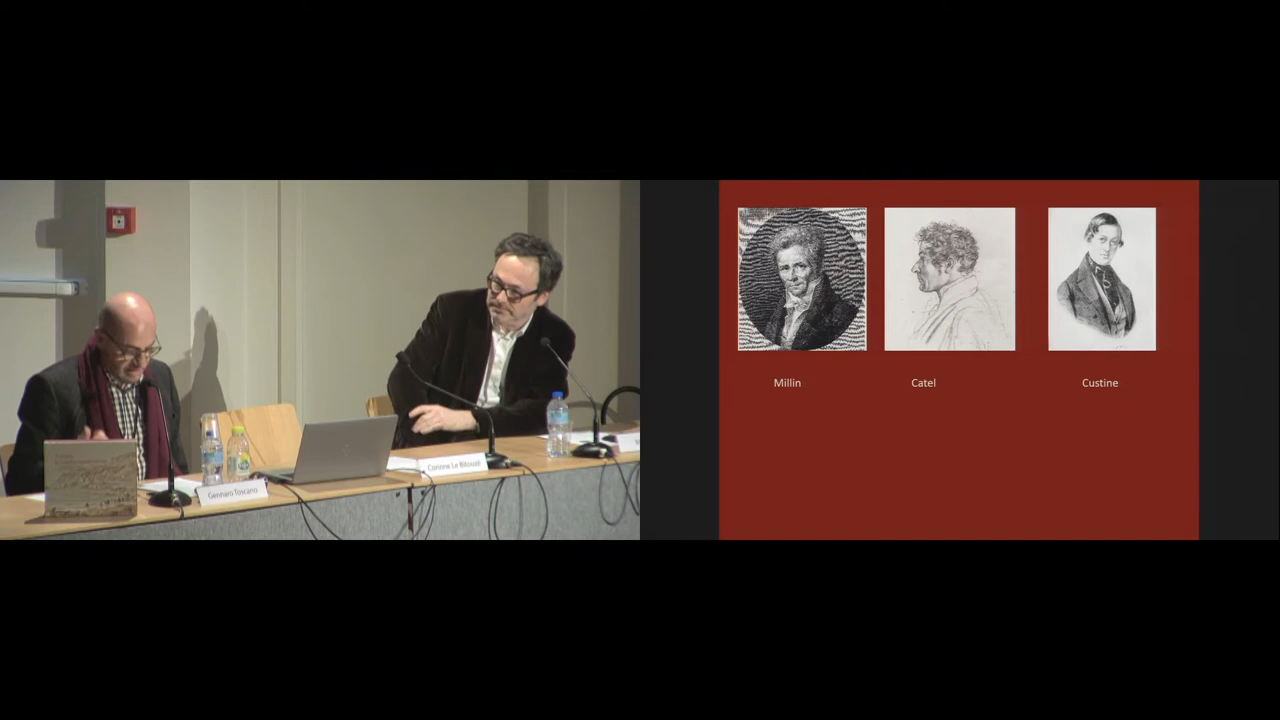 Gennaro Toscano
Corinne Le Bitouzé
Millin
Catel
Custine